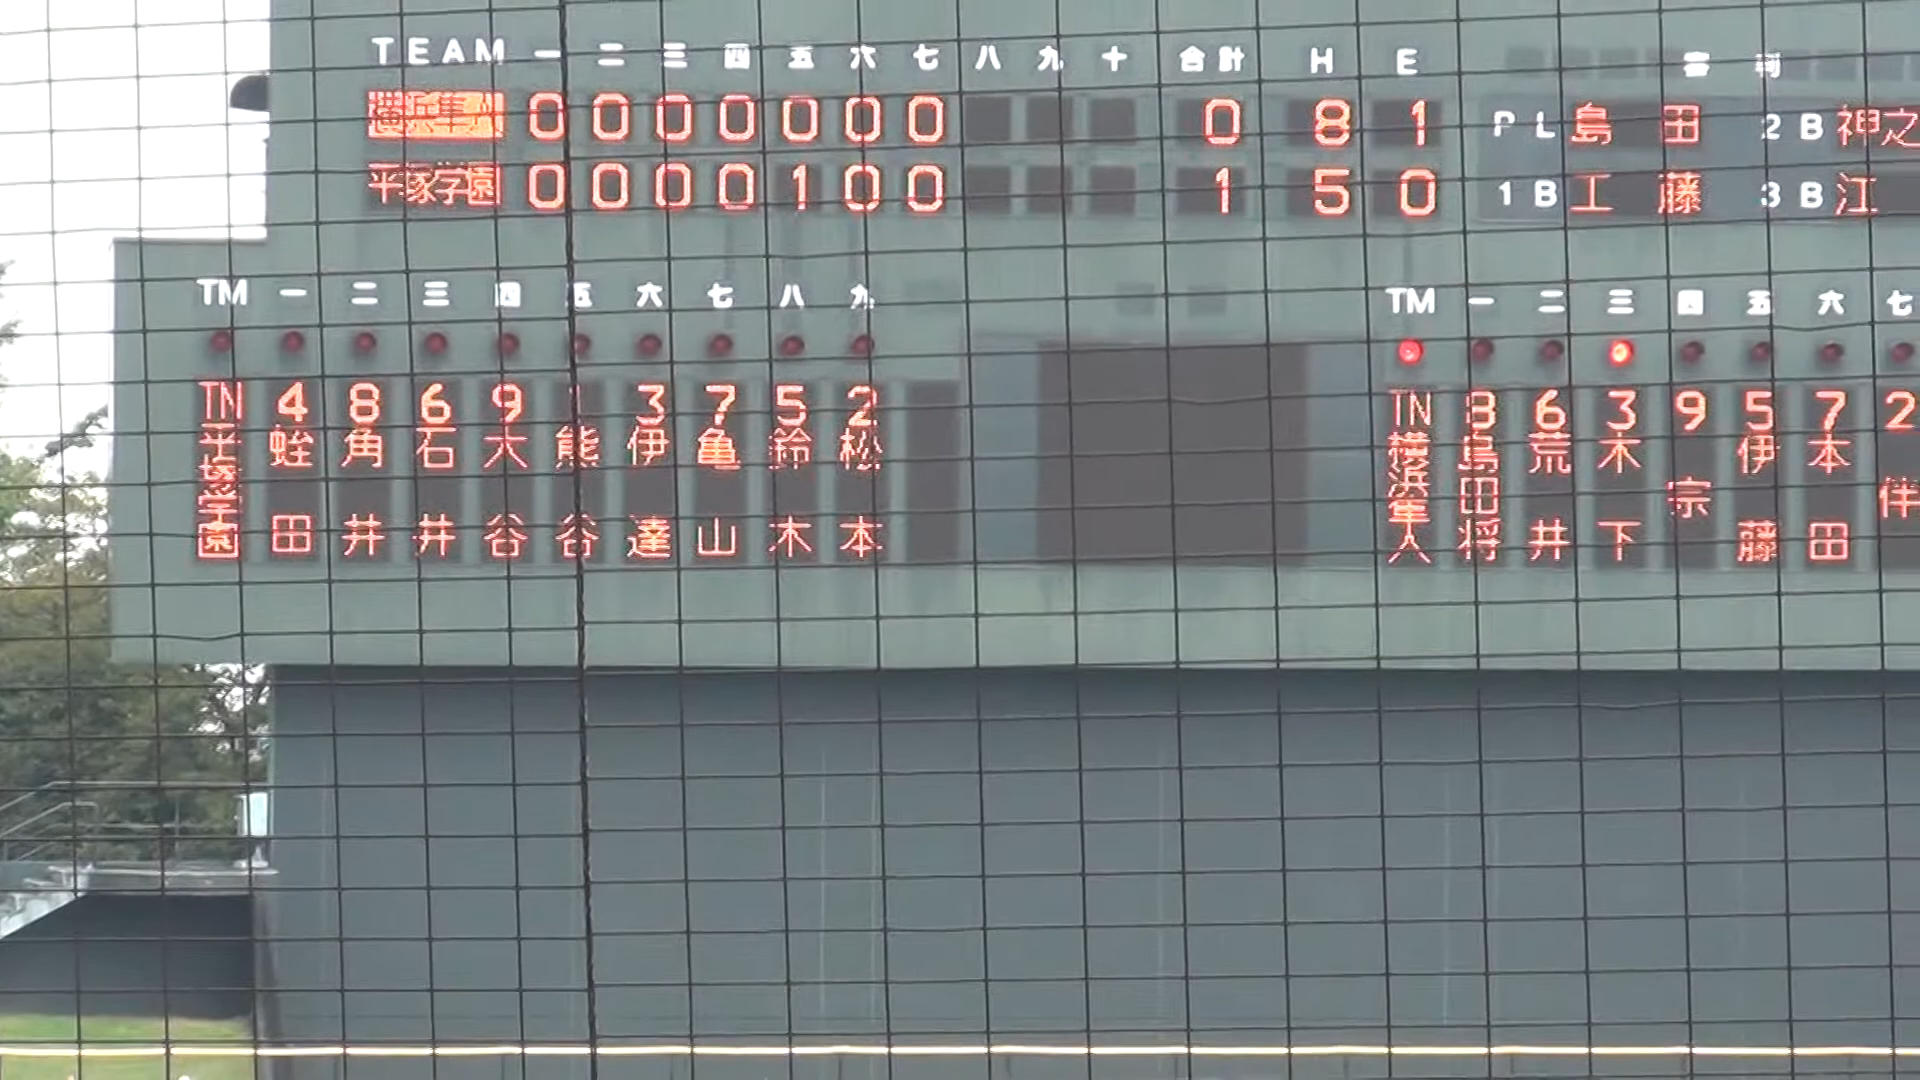 TEAM 一 二 三 四 五 六 七 八 九 十 合計 H E 審判
横浜隼人 0 0 0 0 0 0 0 0 8 1 PL 島田 2B 神之
平塚学園 0 0 0 0 1 0 0 1 5 0 1B 工藤 3B 江
TM 一 二 三 四 五 六 七 八 九
TN 4 8 6 9 1 3 7 5 2
平塚学園 蛭田 角井 石井 大谷 熊谷 伊達 亀山 鈴木 松本
TM 一 二 三 四 五 六 七
TN 8 6 3 9 5 7 2
横浜隼人 島田将 荒井 木下 宗 伊藤 本田 伴